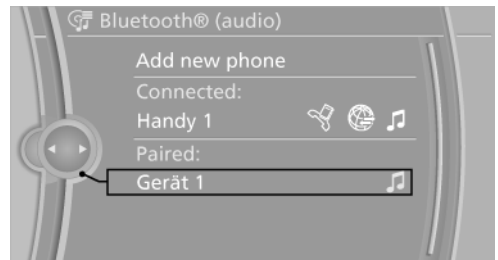 Bluetooth® (audio)
Add new phone
Connected:
Handy 1
Paired:
Gerät 1